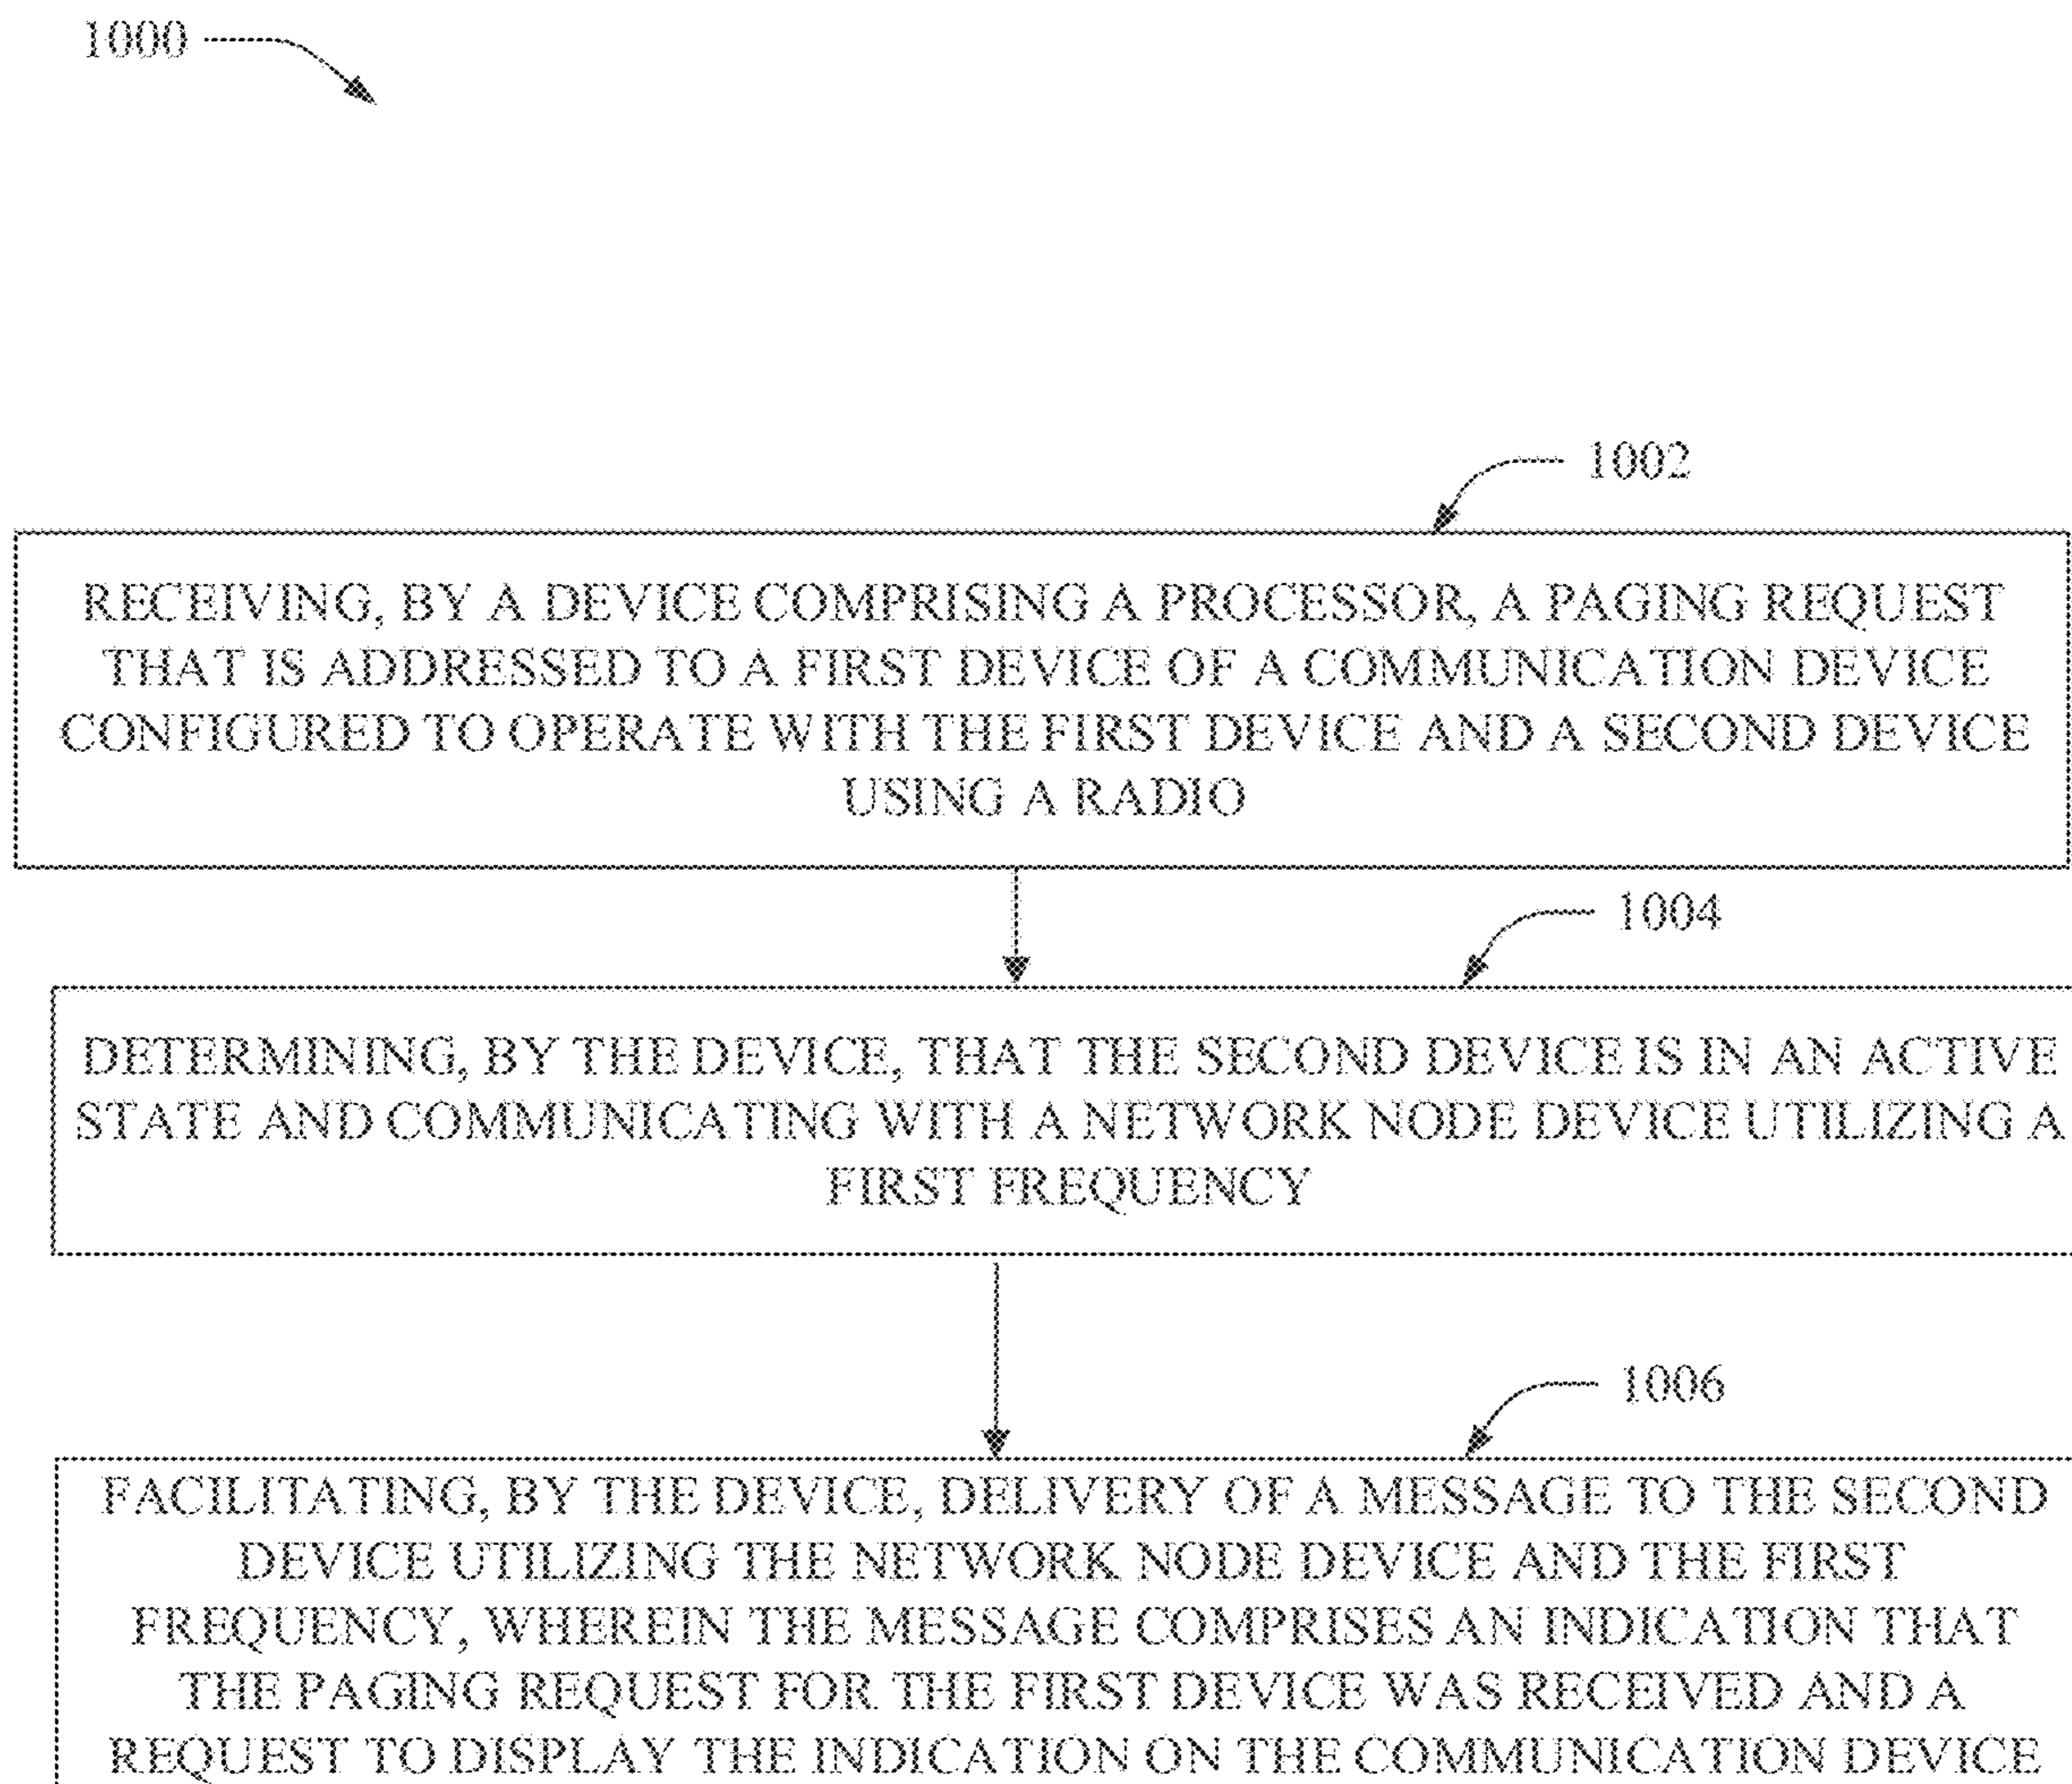 1000
1002
RECEIVING, BY A DEVICE COMPRISING A PROCESSOR, A PAGING REQUEST
THAT IS ADDRESSED TO A FIRST DEVICE OF A COMMUNICATION DEVICE
CONFIGURED TO OPERATE WITH THE FIRST DEVICE AND A SECOND DEVICE
USING A RADIO
1004
DETERMINING, BY THE DEVICE, THAT THE SECOND DEVICE IS IN AN ACTIVE
STATE AND COMMUNICATING WITH A NETWORK NODE DEVICE UTILIZING A
FIRST FREQUENCY
1006
FACILITATING, BY THE DEVICE, DELIVERY OF A MESSAGE TO THE SECOND
DEVICE UTILIZING THE NETWORK NODE DEVICE AND THE FIRST
FREQUENCY, WHEREIN THE MESSAGE COMPRISES AN INDICATION THAT
THE PAGING REQUEST FOR THE FIRST DEVICE WAS RECEIVED AND A
REQUEST TO DISPLAY THE INDICATION ON THE COMMUNICATION DEVICE